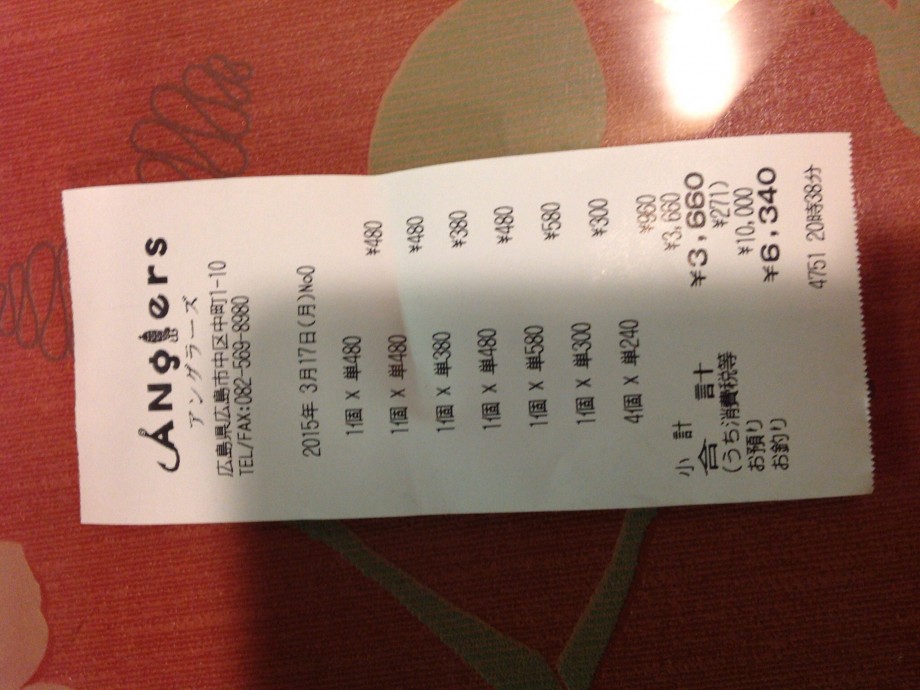 ANglers
アングラーズ
広島県広島市中区中町1-10
TEL/FAX:082-569-8980
2015年 3月17日(月)No0
1個 X 単480 ¥480
1個 X 単480 ¥480
1個 X 単380 ¥380
1個 X 単480 ¥480
1個 X 単580 ¥580
1個 X 単300 ¥300
4個 X 単240 ¥960
小 計 ¥3,660
合 計 ¥3,660
(うち消費税等 ¥271)
お預り ¥10,000
お釣り ¥6,340
4751 20時38分